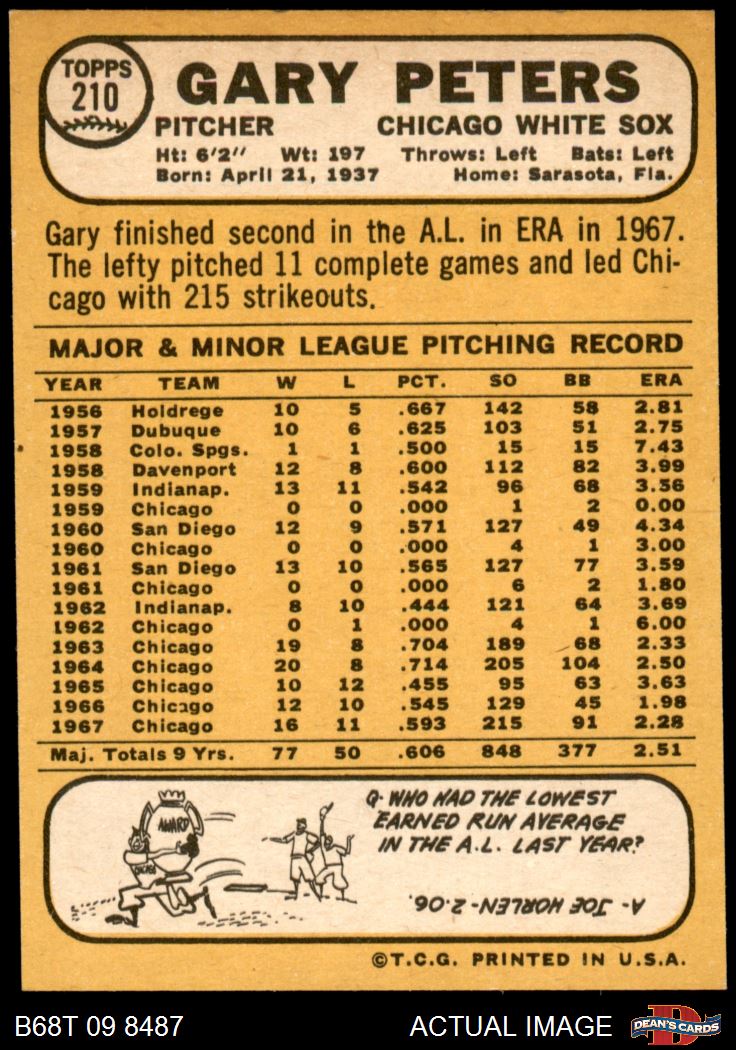 TOPPS
210
GARY PETERS
PITCHER CHICAGO WHITE SOX
Ht: 6'2" Wt: 197 Throws: Left Bats: Left
Born: April 21, 1937 Home: Sarasota, Fla.
Gary finished second in the A.L. in ERA in 1967.
The lefty pitched 11 complete games and led Chi-
cago with 215 strikeouts.
MAJOR & MINOR LEAGUE PITCHING RECORD
YEAR TEAM W L PCT. SO BB ERA
1956 Holdrege 10 5 .667 142 58 2.81
1957 Dubuque 10 6 .625 103 51 2.75
1958 Colo. Spgs. 1 1 .500 15 15 7.43
1958 Davenport 12 8 .600 112 82 3.99
1959 Indianap. 13 11 .542 96 68 3.56
1959 Chicago 0 0 .000 1 2 0.00
1960 San Diego 12 9 .571 127 49 4.34
1960 Chicago 0 0 .000 4 1 3.00
1961 San Diego 13 10 .565 127 77 3.59
1961 Chicago 0 0 .000 6 2 1.80
1962 Indianap. 8 10 .444 121 64 3.69
1962 Chicago 0 1 .000 4 1 6.00
1963 Chicago 19 8 .704 189 68 2.33
1964 Chicago 20 8 .714 205 104 2.50
1965 Chicago 10 12 .455 95 63 3.63
1966 Chicago 12 10 .545 129 45 1.98
1967 Chicago 16 11 .593 215 91 2.28
Maj. Totals 9 Yrs. 77 50 .606 848 377 2.51
AWARD
CHICAGO
Q- WHO HAD THE LOWEST
EARNED RUN AVERAGE
IN THE A.L. LAST YEAR?
A- JOE HORLEN-2.06.
©T.C.G. PRINTED IN U.S.A.
B68T 09 8487 ACTUAL IMAGE
D
DEAN'S CARDS